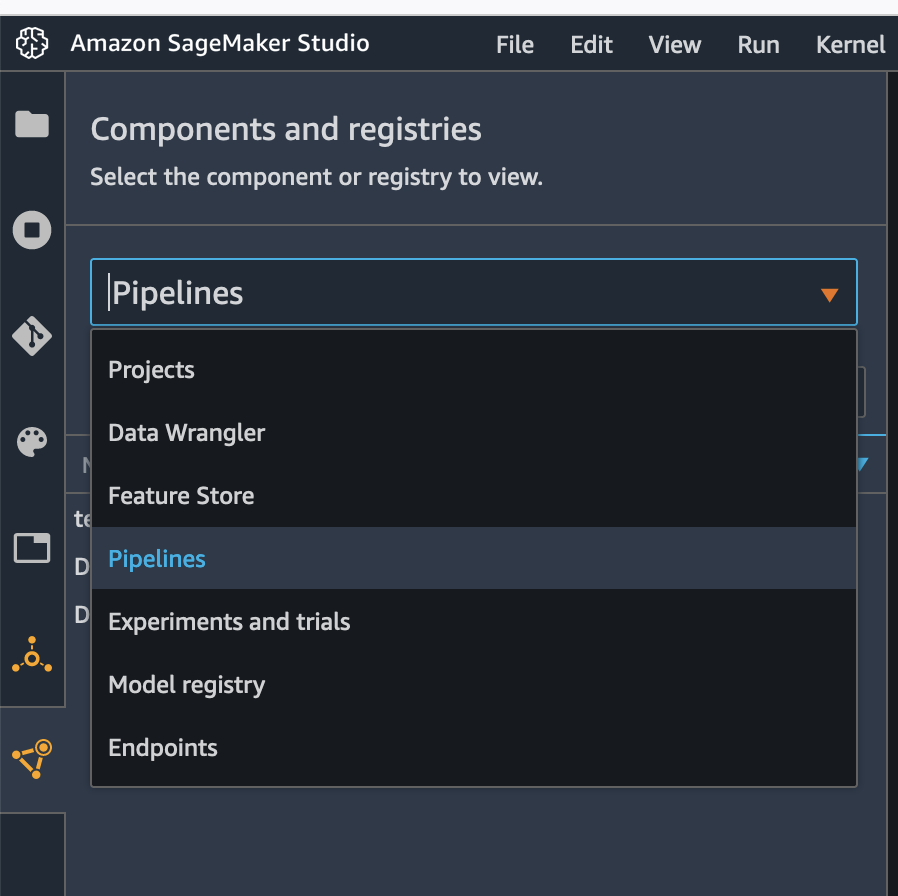 Amazon SageMaker Studio File Edit View Run Kernel
Components and registries
Select the component or registry to view.
Pipelines
Projects
Data Wrangler
Feature Store
Pipelines
Experiments and trials
Model registry
Endpoints